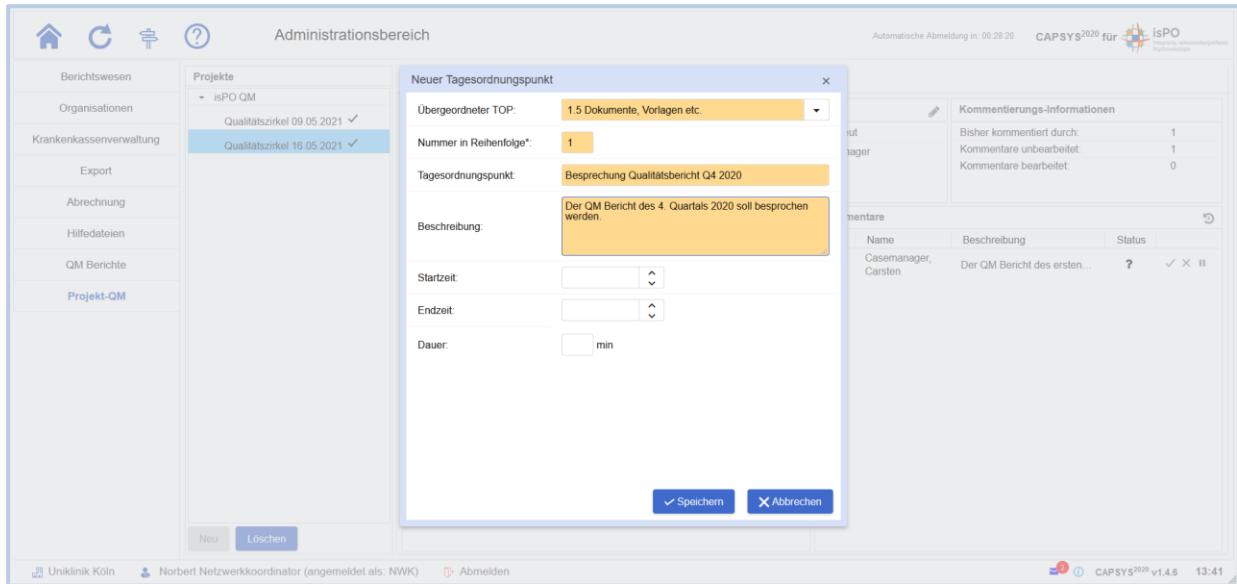 Administrationsbereich
Automatische Abmeldung in: 00:28:20
CAPSYS2020 für isPO
Berichtswesen
Organisationen
Krankenkassenverwaltung
Export
Abrechnung
Hilfedateien
QM Berichte
Projekt-QM
Projekte
isPO QM
Qualitätszirkel 09.05.2021
Qualitätszirkel 16.05.2021
Neu
Löschen
Neuer Tagesordnungspunkt
Übergeordneter TOP: 1.5 Dokumente, Vorlagen etc.
Nummer in Reihenfolge*: 1
Tagesordnungspunkt: Besprechung Qualitätsbericht Q4 2020
Beschreibung: Der QM Bericht des 4. Quartals 2020 soll besprochen
werden.
Startzeit:
Endzeit:
Dauer: min
Speichern
Abbrechen
Kommentierungs-Informationen
Bisher kommentiert durch: 1
Kommentare unbearbeitet: 1
Kommentare bearbeitet: 0
mentare
Name Beschreibung Status
Casemanager,
Carsten
Der QM Bericht des ersten... ?
Uniklinik Köln
Norbert Netzwerkkoordinator (angemeldet als: NWK)
Abmelden
CAPSYS2020 v1.4.6
13:41